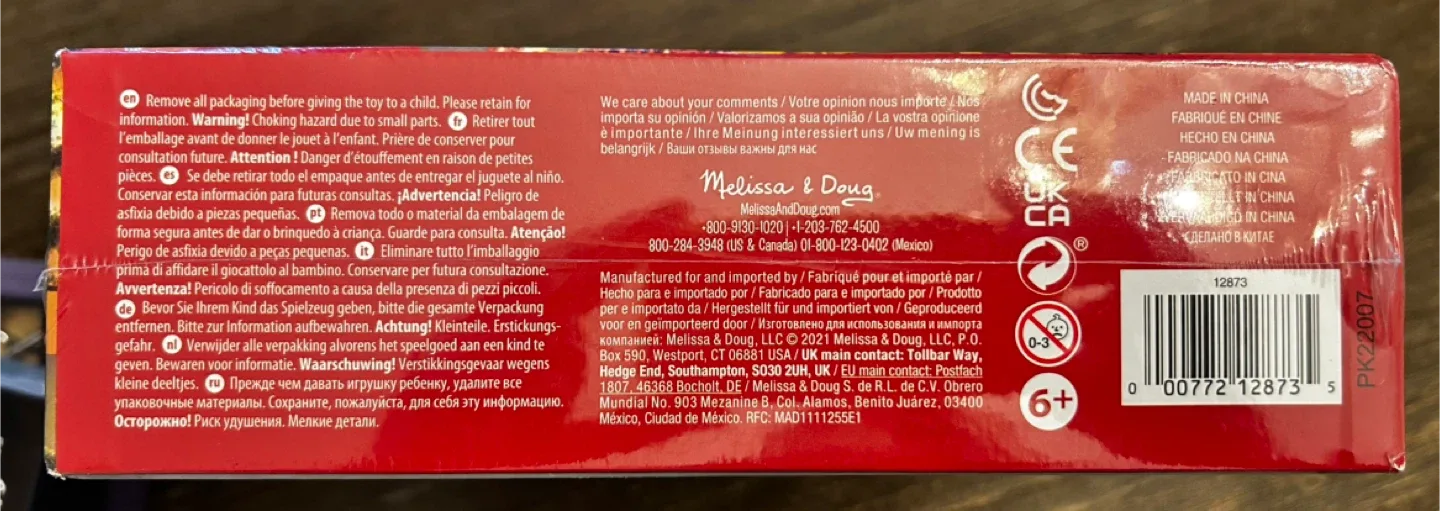 en Remove all packaging before giving the toy to a child. Please retain for
information. Warning! Choking hazard due to small parts. fr Retirer tout
l'emballage avant de donner le jouet à l'enfant. Prière de conserver pour
consultation future. Attention ! Danger d'étouffement en raison de petites
pièces. es Se debe retirar todo el empaque antes de entregar el juguete al niño.
Conservar esta información para futuras consultas. ¡Advertencia! Peligro de
asfixia debido a piezas pequeñas. pt Remova todo o material da embalagem de
forma segura antes de dar o brinquedo à criança. Guarde para consulta. Atenção!
Perigo de asfixia devido a peças pequenas. it Eliminare tutto l'imballaggio
prima di affidare il giocattolo al bambino. Conservare per futura consultazione.
Avvertenza! Pericolo di soffocamento a causa della presenza di pezzi piccoli.
de Bevor Sie Ihrem Kind das Spielzeug geben, bitte die gesamte Verpackung
entfernen. Bitte zur Information aufbewahren. Achtung! Kleinteile. Erstickungs-
gefahr. nl Verwijder alle verpakking alvorens het speelgoed aan een kind te
geven. Bewaren voor informatie. Waarschuwing! Verstikkingsgevaar wegens
kleine deeltjes. ru Прежде чем давать игрушку ребенку, удалите все
упаковочные материалы. Сохраните, пожалуйста, для себя эту информацию.
Осторожно! Риск удушения. Мелкие детали.
We care about your comments / Votre opinion nous importe / Nos
importa su opinión / Valorizamos a sua opinião / La vostra opinione
è importante / Ihre Meinung interessiert uns / Uw mening is
belangrijk / Ваши отзывы важны для нас
Melissa & Doug
MelissaAndDoug.com
+800-9130-1020 | +1-203-762-4500
800-284-3948 (US & Canada) 01-800-123-0402 (Mexico)
Manufactured for and imported by / Fabriqué pour et importé par /
Hecho para e importado por / Fabricado para e importado por / Prodotto
per e importato da / Hergestellt für und importiert von / Geproduceerd
voor en geïmporteerd door / Изготовлено для использования и импорта
компанией: Melissa & Doug, LLC © 2021 Melissa & Doug, LLC, P.O.
Box 590, Westport, CT 06881 USA / UK main contact: Tollbar Way,
Hedge End, Southampton, SO30 2UH, UK / EU main contact: Postfach
1807, 46368 Bocholt, DE / Melissa & Doug S. de R.L. de C.V. Obrero
Mundial No. 903 Mezanine B, Col. Alamos, Benito Juárez, 03400
México, Ciudad de México. RFC: MAD1111255E1
CE
UK
CA
®
0-3
6+
MADE IN CHINA
FABRIQUÉ EN CHINE
HECHO EN CHINA
FABRICADO NA CHINA
FABBRICATO IN CINA
IN CHINA
IN CHINA
СДЕЛАНО В КИТАЕ
12873
0 00772 12873 5
PK22007